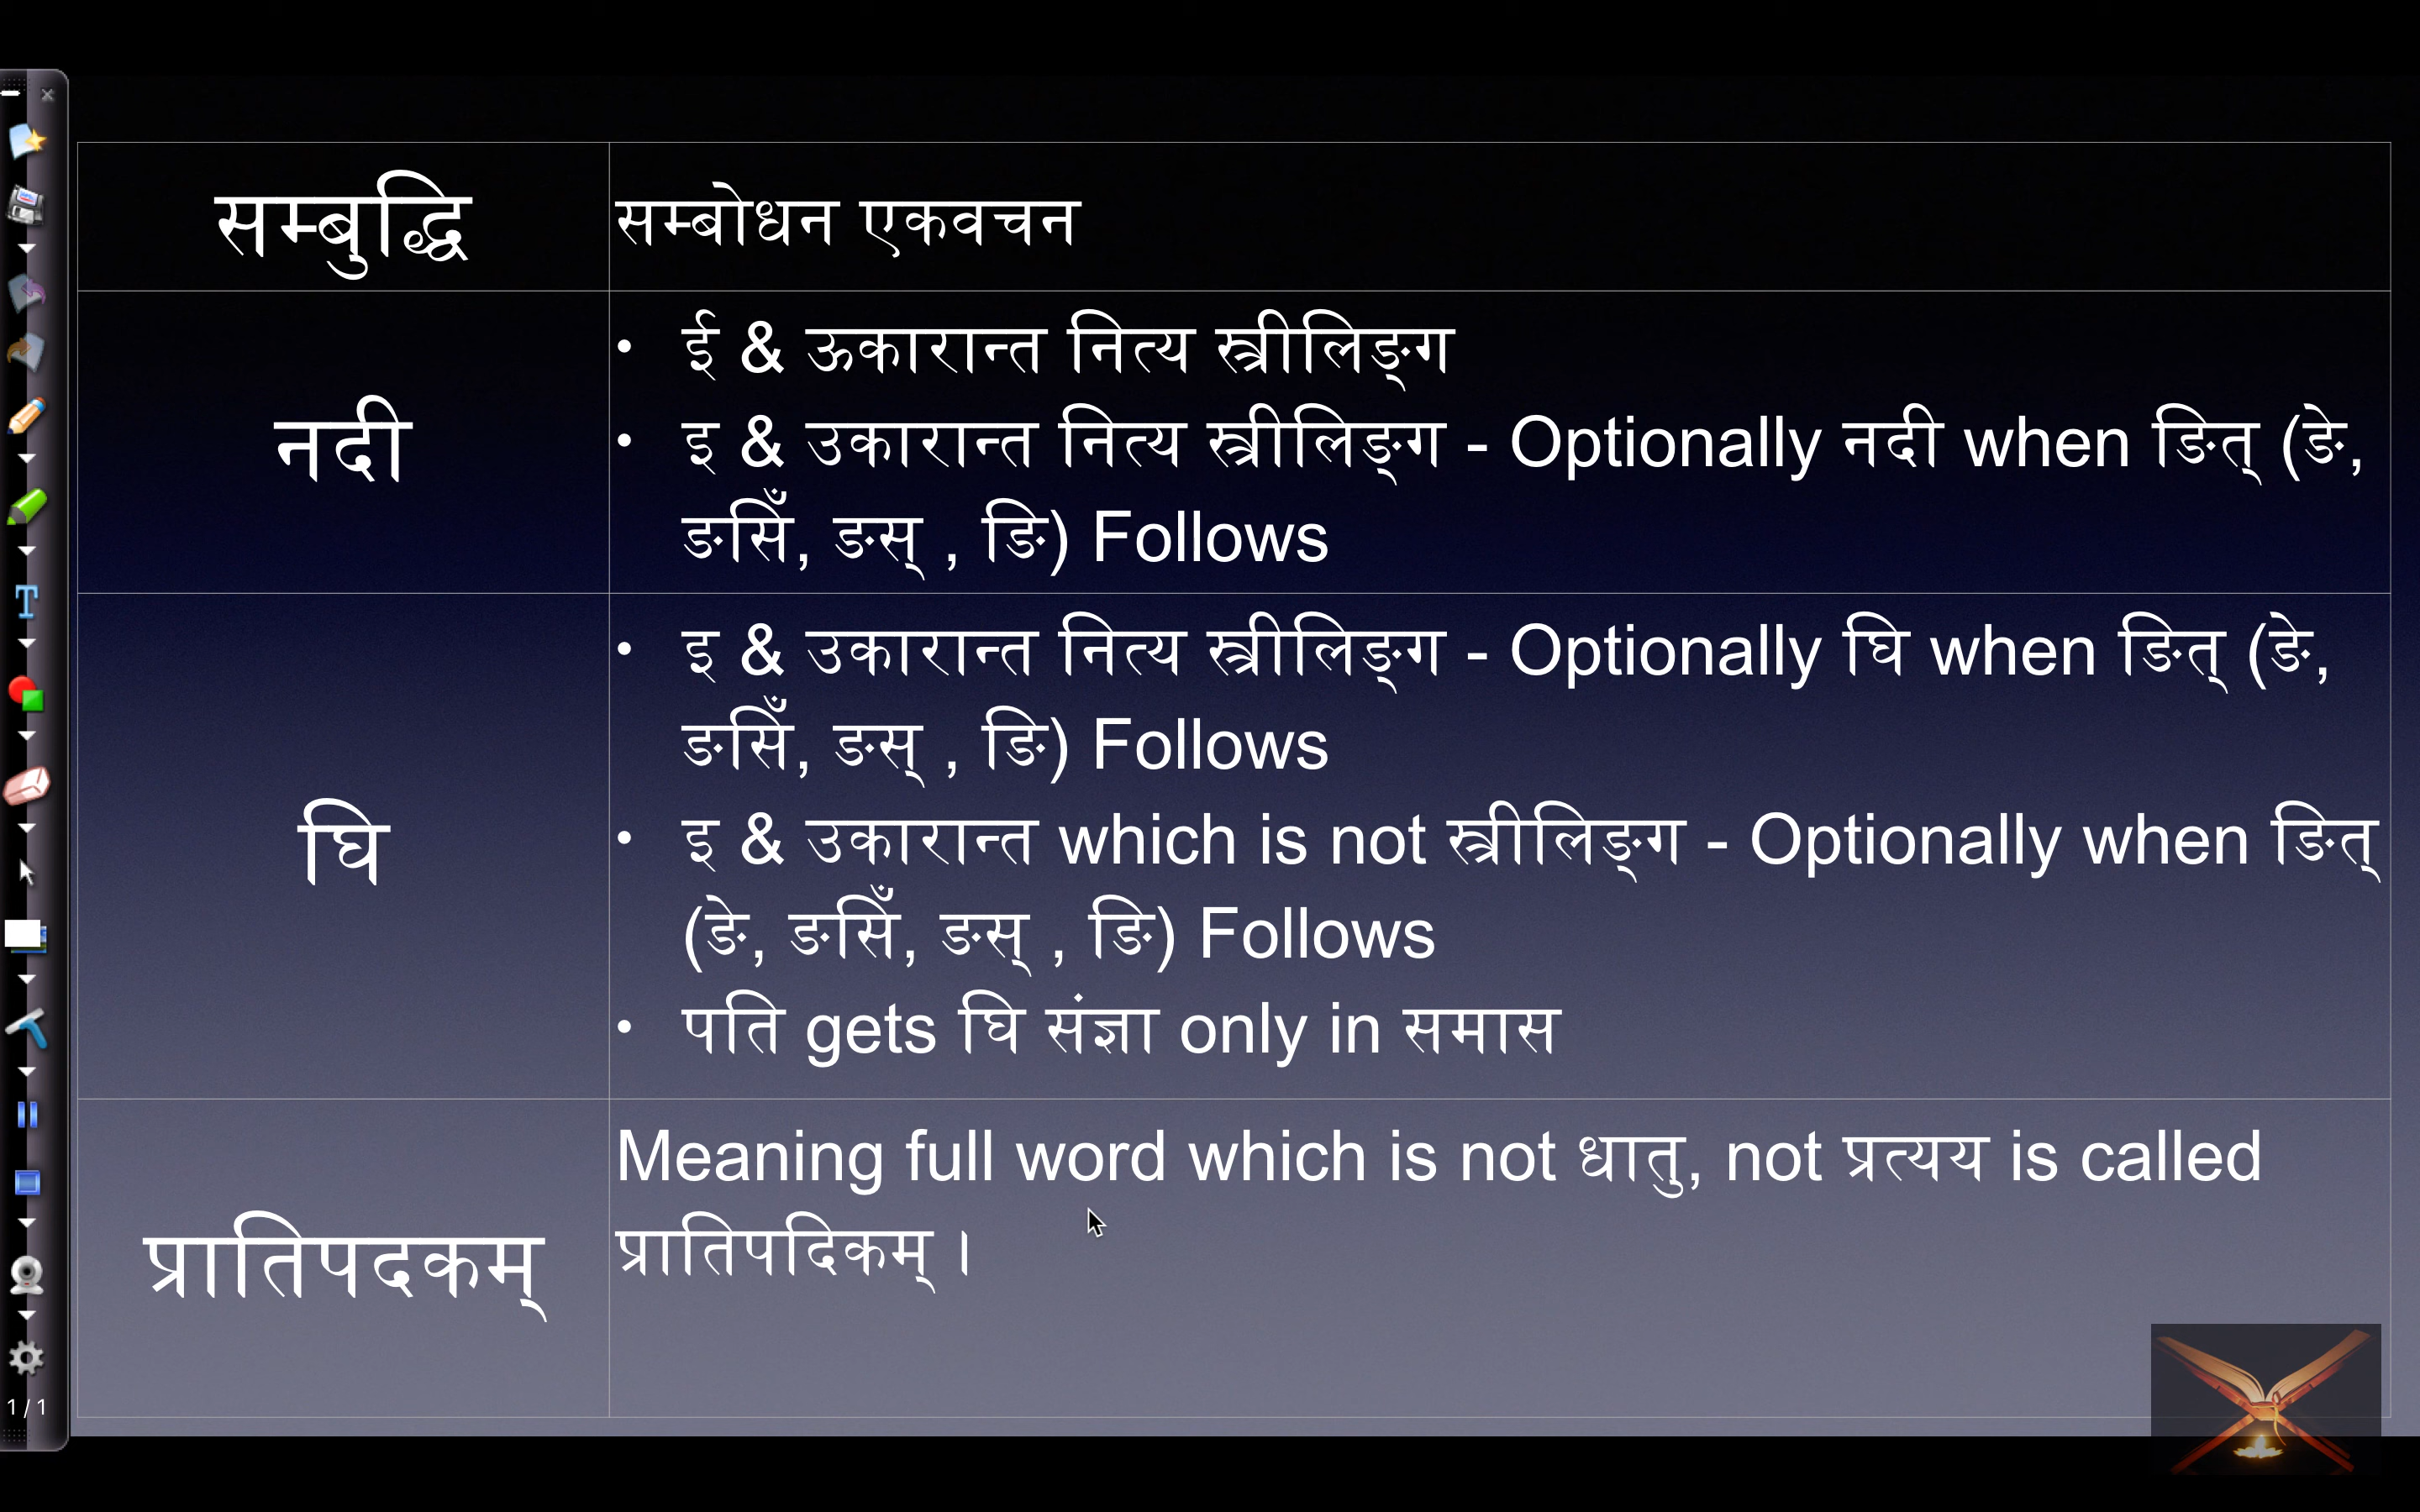 सम्बुद्धि
सम्बोधन एकवचन
नदी
• ई & ऊकारान्त नित्य स्त्रीलिङ्ग
• इ & उकारान्त नित्य स्त्रीलिङ्ग - Optionally नदी when ङित् (ङे,
ङसिँ, ङस् , ङि) Follows
घि
• इ & उकारान्त नित्य स्त्रीलिङ्ग - Optionally घि when ङित् (ङे,
ङसिँ, ङस् , ङि) Follows
• इ & उकारान्त which is not स्त्रीलिङ्ग - Optionally when ङित्
(ङे, ङसिँ, ङस् , ङि) Follows
• पति gets घि संज्ञा only in समास
प्रातिपदकम्
Meaning full word which is not धातु, not प्रत्यय is called
प्रातिपदिकम् ।
1/1